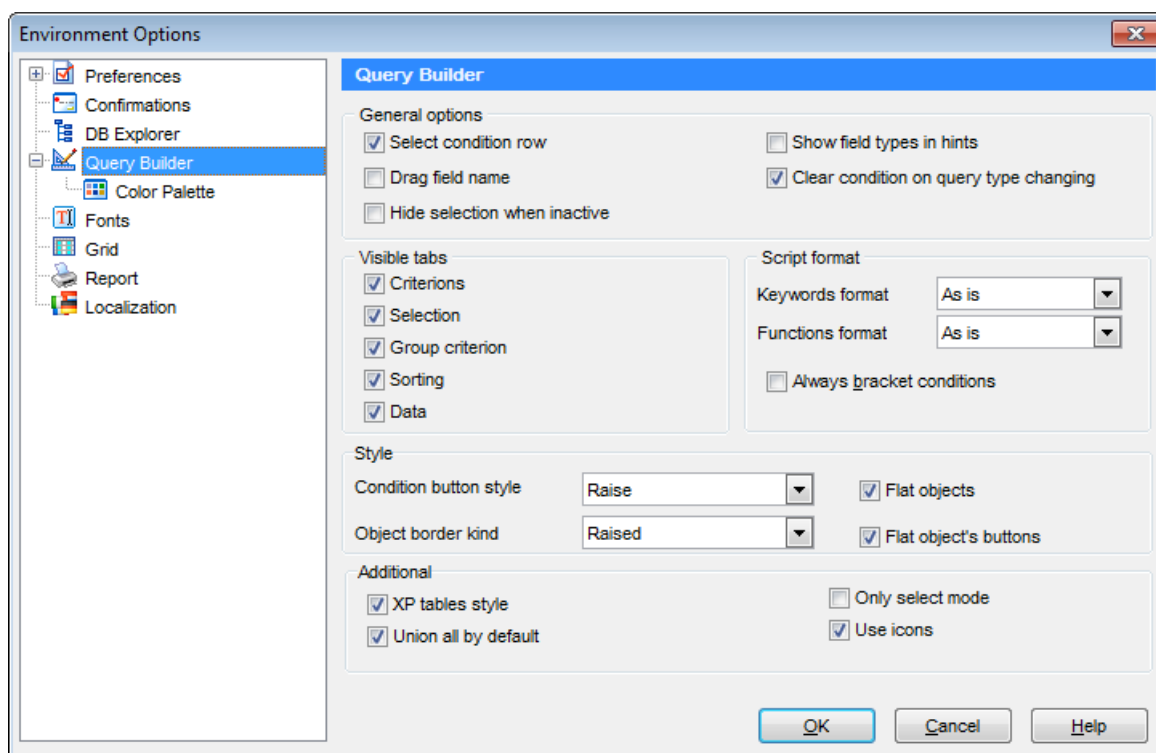 Environment Options
Preferences
Confirmations
DB Explorer
Query Builder
Color Palette
Fonts
Grid
Report
Localization
Query Builder
General options
Select condition row
Show field types in hints
Drag field name
Clear condition on query type changing
Hide selection when inactive
Visible tabs
Criterions
Selection
Group criterion
Sorting
Data
Script format
Keywords format As is
Functions format As is
Always bracket conditions
Style
Condition button style Raise
Flat objects
Object border kind Raised
Flat object's buttons
Additional
XP tables style
Only select mode
Union all by default
Use icons
OK Cancel Help